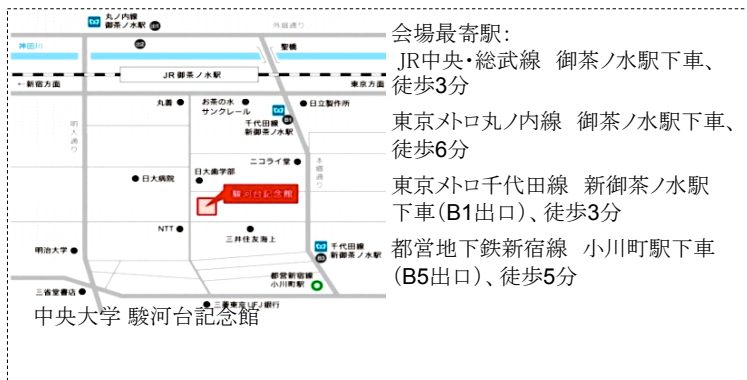 丸ノ内線
御茶ノ水駅
外堀通り
神田川
聖橋
JR 御茶ノ水駅
←新宿方面
東京方面
丸善
お茶の水
サンクレール
日立製作所
千代田線
新御茶ノ水駅
B1
明大通り
本郷通り
ニコライ堂
日大歯学部
日大病院
駿河台記念館
NTT
三井住友海上
明治大学
千代田線
新御茶ノ水駅
都営新宿線
小川町駅
三省堂書店
三菱東京UFJ銀行
中央大学 駿河台記念館
会場最寄駅:
JR中央・総武線 御茶ノ水駅下車、
徒歩3分
東京メトロ丸ノ内線 御茶ノ水駅下車、
徒歩6分
東京メトロ千代田線 新御茶ノ水駅
下車(B1出口)、徒歩3分
都営地下鉄新宿線 小川町駅下車
(B5出口)、徒歩5分